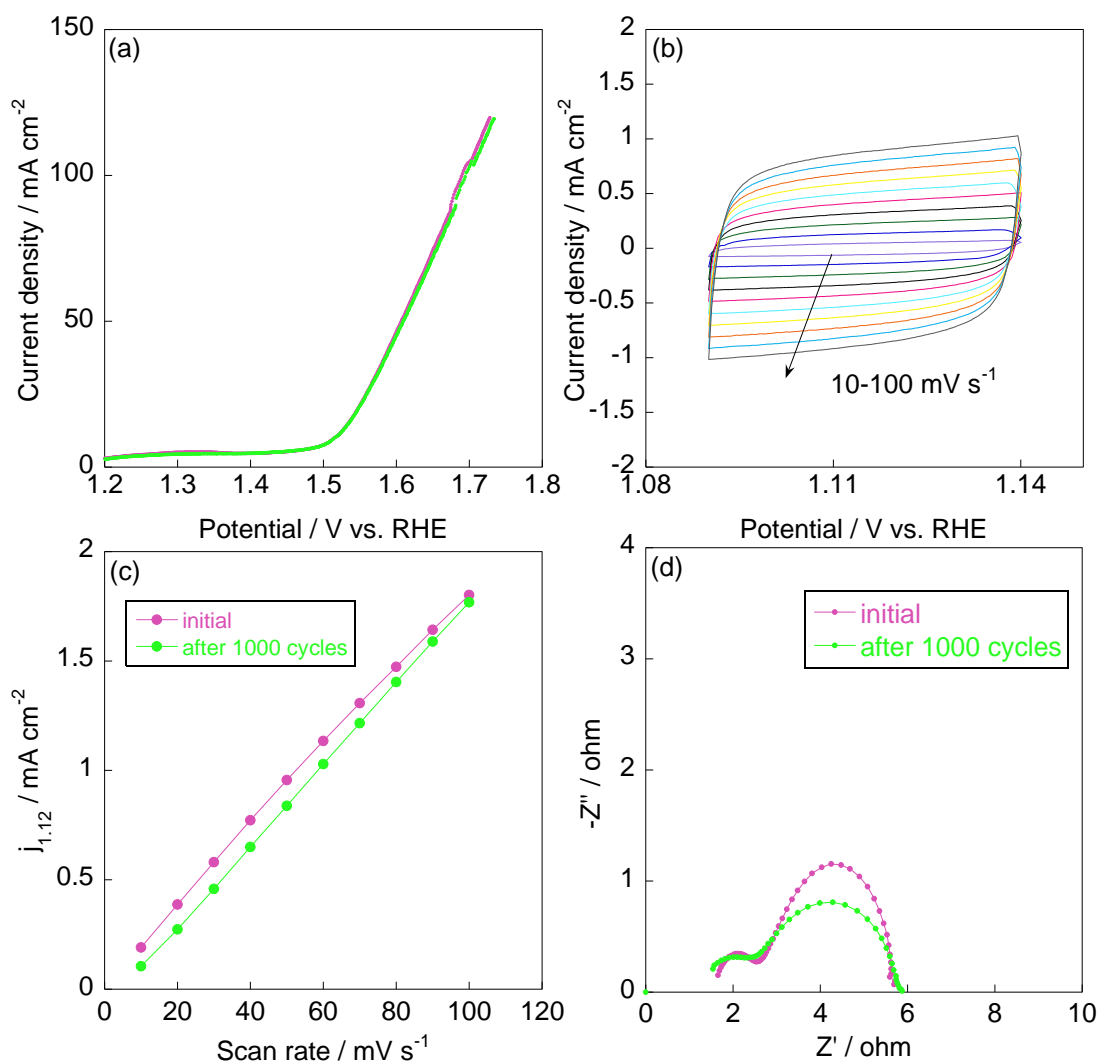 (a)
150
100
50
0
1.2 1.3 1.4 1.5 1.6 1.7 1.8
Current density / mA cm⁻²
Potential / V vs. RHE
(b)
2
1.5
1
0.5
0
-0.5
-1
-1.5
-2
1.08 1.11 1.14
10-100 mV s⁻¹
Current density / mA cm⁻²
Potential / V vs. RHE
(c)
2
1.5
1
0.5
0
0 20 40 60 80 100 120
initial
after 1000 cycles
j₁.₁₂ / mA cm⁻²
Scan rate / mV s⁻¹
(d)
4
3
2
1
0
0 2 4 6 8 10
initial
after 1000 cycles
-Z'' / ohm
Z' / ohm